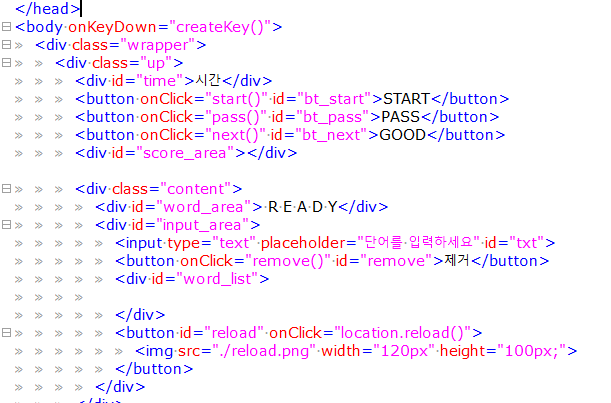 </head>
<body onKeyDown="createKey()">
<div class="wrapper">
<div class="up">
<div id="time">시간</div>
<button onClick="start()" id="bt_start">START</button>
<button onClick="pass()" id="bt_pass">PASS</button>
<button onClick="next()" id="bt_next">GOOD</button>
<div id="score_area"></div>
<div class="content">
<div id="word_area"> R E A D Y</div>
<div id="input_area">
<input type="text" placeholder="단어를 입력하세요" id="txt">
<button onClick="remove()" id="remove">제거</button>
<div id="word_list">
</div>
<button id="reload" onClick="location.reload()">
<img src="./reload.png" width="120px" height="100px;">
</button>
</div>
</div>